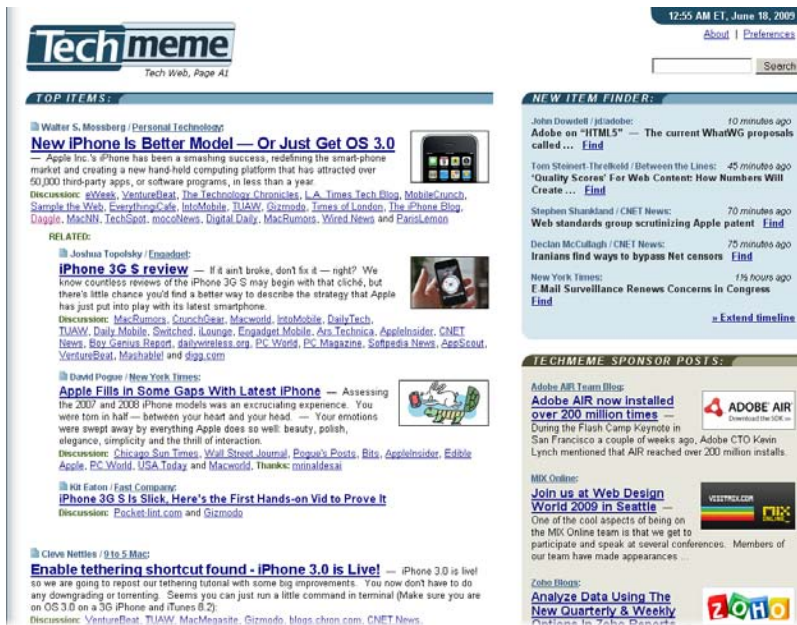 12:55 AM ET, June 18, 2009
About | Preferences
Techmeme
Tech Web, Page A1
Search
TOP ITEMS:
Walter S. Mossberg / Personal Technology:
New iPhone Is Better Model — Or Just Get OS 3.0
— Apple Inc.'s iPhone has been a smashing success, redefining the smart-phone
market and creating a new hand-held computing platform that has attracted over
50,000 third-party apps, or software programs, in less than a year.
Discussion: eWeek, VentureBeat, The Technology Chronicles, L.A. Times Tech Blog, MobileCrunch,
Sample the Web, EverythingCafe, IntoMobile, TUAW, Gizmodo, Times of London, The iPhone Blog,
Daggle, MacNN, TechSpot, mocoNews, Digital Daily, MacRumors, Wired News and ParisLemon
RELATED:
Joshua Topolsky / Engadget:
iPhone 3G S review — If it ain't broke, don't fix it — right? We
know countless reviews of the iPhone 3G S may begin with that cliché, but
there's little chance you'd find a better way to describe the strategy that Apple
has just put into play with its latest smartphone.
Discussion: MacRumors, CrunchGear, Macworld, IntoMobile, DailyTech,
TUAW, Daily Mobile, Switched, iLounge, Engadget Mobile, Ars Technica, AppleInsider, CNET
News, Boy Genius Report, dailywireless.org, PC World, PC Magazine, Softpedia News, AppScout,
VentureBeat, Mashable! and digg.com
David Pogue / New York Times:
Apple Fills in Some Gaps With Latest iPhone — Assessing
the 2007 and 2008 iPhone models was an excruciating experience. You
were torn in half — between your heart and your head. — Your emotions
were swept away by everything Apple does so well: beauty, polish,
elegance, simplicity and the thrill of interaction.
Discussion: Chicago Sun Times, Wall Street Journal, Pogue's Posts, Bits, AppleInsider, Edible
Apple, PC World, USA Today and Macworld, Thanks: mrinaldesai
Kit Eaton / Fast Company:
iPhone 3G S Is Slick, Here's the First Hands-on Vid to Prove It
Discussion: Pocket-lint.com and Gizmodo
Cleve Nettles / 9 to 5 Mac:
Enable tethering shortcut found - iPhone 3.0 is Live! — iPhone 3.0 is live!
so we are going to repost our tethering tutorial with some big improvements. You now don't have to do
any downgrading or torrenting. Seems you can just run a little command in terminal (Make sure you are
on OS 3.0 on a 3G iPhone and iTunes 8.2):
Discussion: VentureBeat, TUAW, MacMegasite, Gizmodo, blogs.chron.com, CNET News,
NEW ITEM FINDER:
John Dowdell / jd/adobe: 10 minutes ago
Adobe on "HTML5" — The current WhatWG proposals
called ... Find
Tom Steinert-Threlkeld / Between the Lines: 45 minutes ago
'Quality Scores' For Web Content: How Numbers Will
Create ... Find
Stephen Shankland / CNET News: 70 minutes ago
Web standards group scrutinizing Apple patent Find
Declan McCullagh / CNET News: 75 minutes ago
Iranians find ways to bypass Net censors Find
New York Times: 1½ hours ago
E-Mail Surveillance Renews Concerns in Congress
Find
» Extend timeline
TECHMEME SPONSOR POSTS:
Adobe AIR Team Blog:
Adobe AIR now installed
over 200 million times —
During the Flash Camp Keynote in
San Francisco a couple of weeks ago, Adobe CTO Kevin
Lynch mentioned that AIR reached over 200 million installs.
ADOBE AIR
Download the SDK »
MIX Online:
Join us at Web Design
World 2009 in Seattle —
One of the cool aspects of being on
the MIX Online team is that we get to
participate and speak at several conferences. Members of
our team have made appearances ...
VISITMIX.COM
MIX
ONLINE
Zoho Blogs:
Analyze Data Using The
New Quarterly & Weekly
Options In Zoho Reports
ZOHO